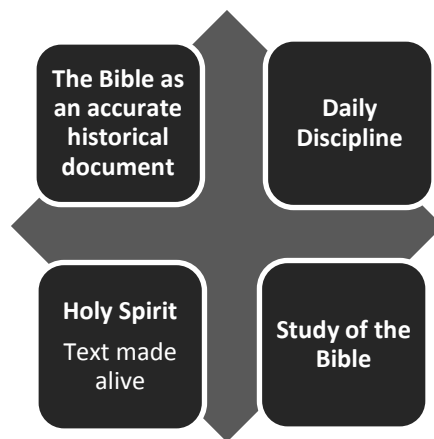 The Bible as
an accurate
historical
document
Daily
Discipline
Holy Spirit
Text made
alive
Study of the
Bible